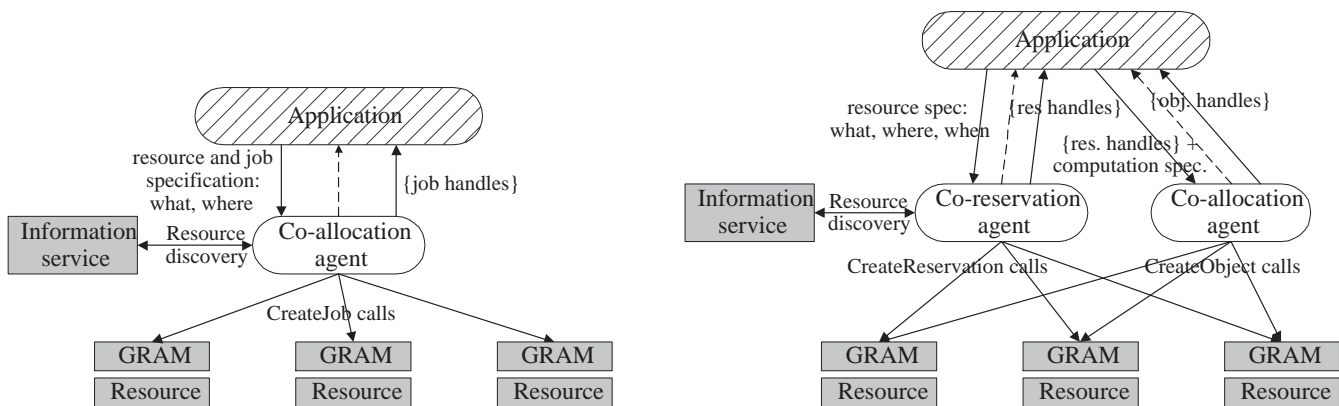 Application
resource and job
specification:
what, where
{job handles}
Information
service
Resource
discovery
Co-allocation
agent
CreateJob calls
GRAM
GRAM
GRAM
Resource
Resource
Resource
Application
resource spec:
what, where, when
{res handles}
{obj. handles}
{res. handles} +
computation spec.
Information
service
Resource
discovery
Co-reservation
agent
Co-allocation
agent
CreateReservation calls
CreateObject calls
GRAM
GRAM
GRAM
Resource
Resource
Resource